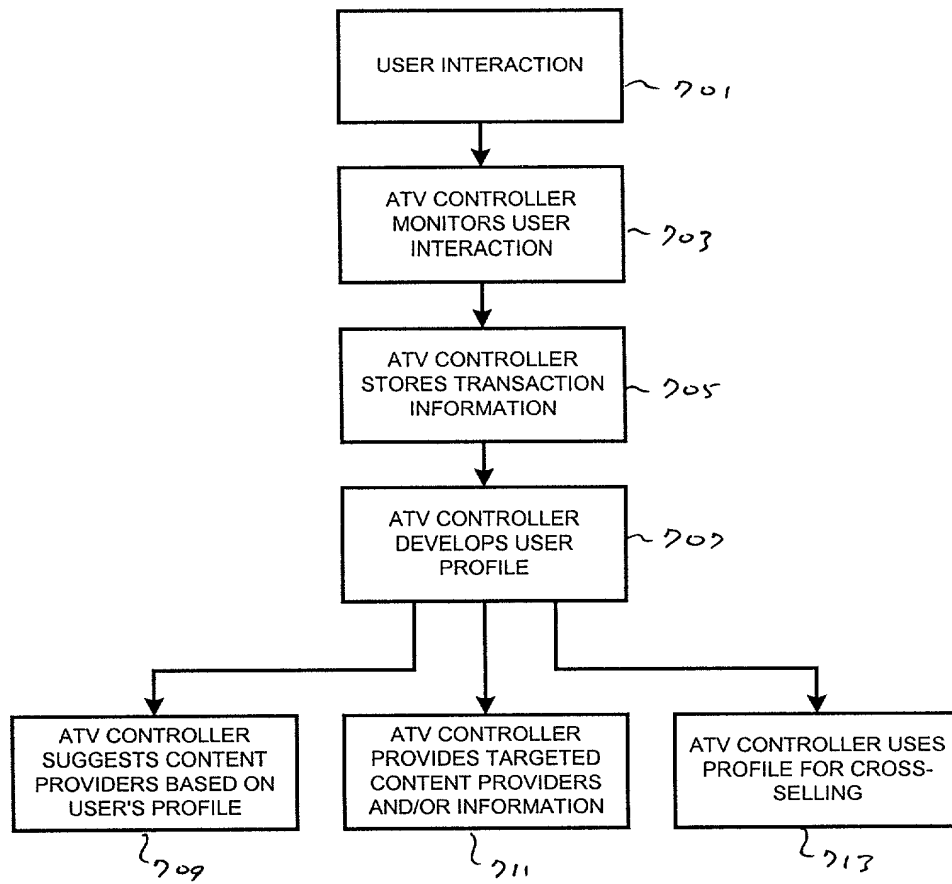 USER INTERACTION
701
ATV CONTROLLER
MONITORS USER
INTERACTION
703
ATV CONTROLLER
STORES TRANSACTION
INFORMATION
705
ATV CONTROLLER
DEVELOPS USER
PROFILE
707
ATV CONTROLLER
SUGGESTS CONTENT
PROVIDERS BASED ON
USER'S PROFILE
709
ATV CONTROLLER
PROVIDES TARGETED
CONTENT PROVIDERS
AND/OR INFORMATION
711
ATV CONTROLLER USES
PROFILE FOR CROSS-
SELLING
713